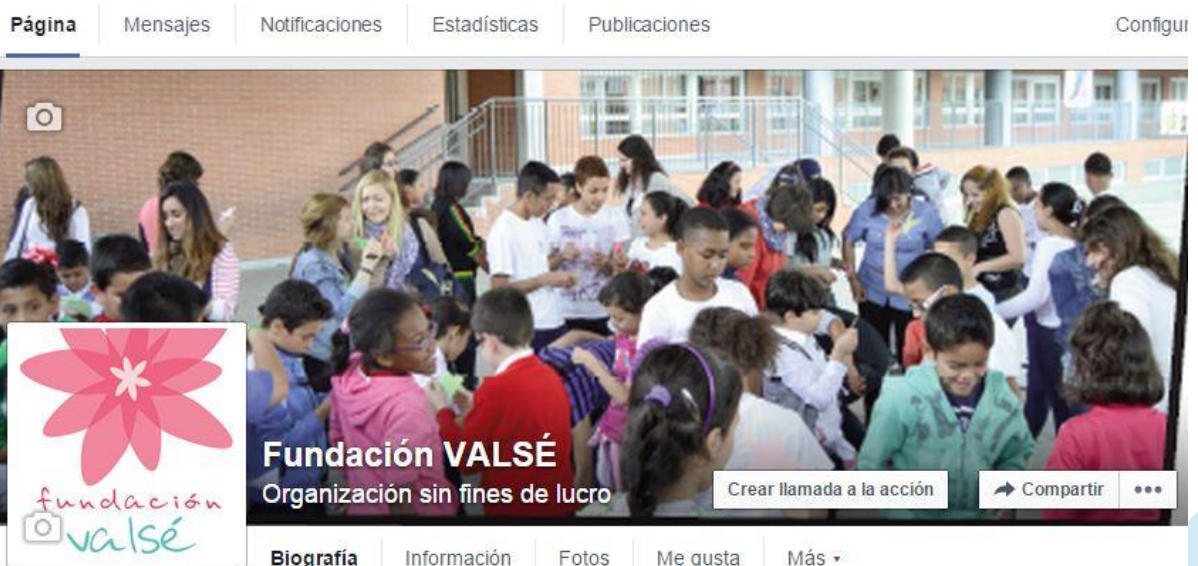 Página Mensajes Notificaciones Estadísticas Publicaciones Configur
fundación
valsé
Fundación VALSÉ
Organización sin fines de lucro
Crear llamada a la acción Compartir
Biografía Información Fotos Me gusta Más